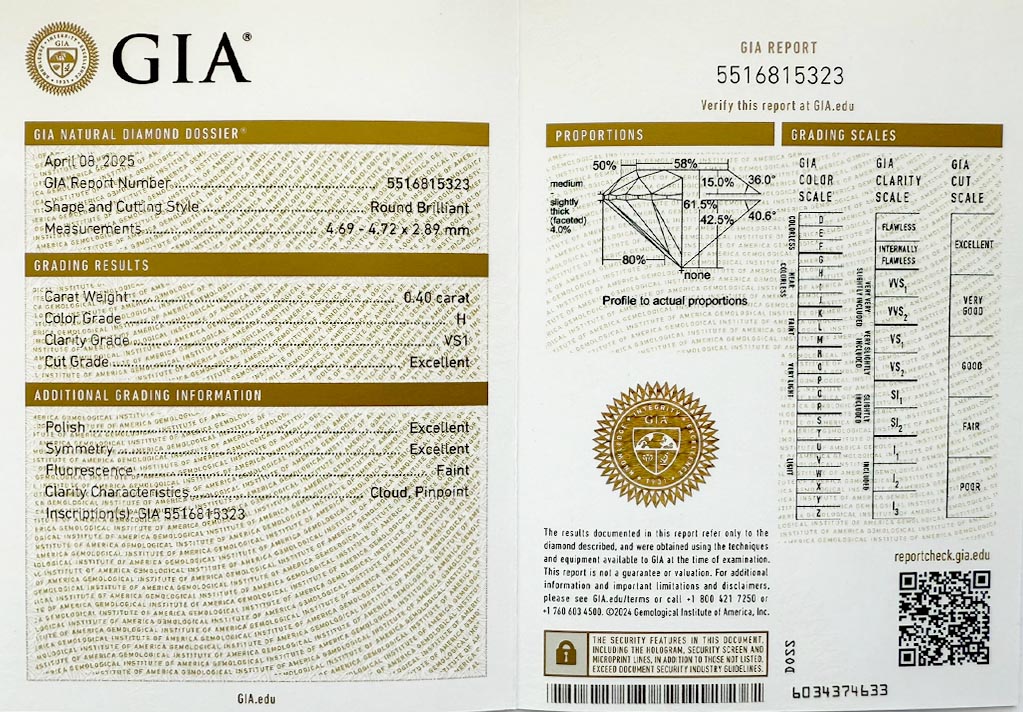 GIA®
GIA NATURAL DIAMOND DOSSIER®
April 08, 2025
GIA Report Number 5516815323
Shape and Cutting Style Round Brilliant
Measurements 4.69 - 4.72 x 2.89 mm
GRADING RESULTS
Carat Weight 0.40 carat
Color Grade H
Clarity Grade VS1
Cut Grade Excellent
ADDITIONAL GRADING INFORMATION
Polish Excellent
Symmetry Excellent
Fluorescence Faint
Clarity Characteristics Cloud, Pinpoint
Inscription(s): GIA 5516815323
GIA.edu
GIA REPORT
5516815323
Verify this report at GIA.edu
PROPORTIONS
50%
58%
medium
-
slightly
thick
(faceted)
4.0%
15.0%
36.0°
61.5%
42.5%
40.6°
80%
none
Profile to actual proportions
GRADING SCALES
GIA
COLOR
SCALE
COLORLESS
D
E
F
NEAR COLORLESS
G
H
I
J
FAINT
K
L
M
VERY LIGHT
N
O
P
Q
R
LIGHT
S
T
U
V
W
X
Y
Z
GIA
CLARITY
SCALE
FLAWLESS
INTERNALLY
FLAWLESS
VERY VERY SLIGHTLY INCLUDED
VVS1
VVS2
VERY SLIGHTLY INCLUDED
VS1
VS2
SLIGHTLY INCLUDED
SI1
SI2
INCLUDED
I1
I2
I3
GIA
CUT
SCALE
EXCELLENT
VERY
GOOD
GOOD
FAIR
POOR
GIA
The results documented in this report refer only to the
diamond described, and were obtained using the techniques
and equipment available to GIA at the time of examination.
This report is not a guarantee or valuation. For additional
information and important limitations and disclaimers,
please see GIA.edu/terms or call +1 800 421 7250 or
+1 760 603 4500. ©2024 Gemological Institute of America, Inc.
THE SECURITY FEATURES IN THIS DOCUMENT,
INCLUDING THE HOLOGRAM, SECURITY SCREEN AND
MICROPRINT LINES, IN ADDITION TO THOSE NOT LISTED,
EXCEED DOCUMENT SECURITY INDUSTRY GUIDELINES.
reportcheck.gia.edu
DOS2
6034374633